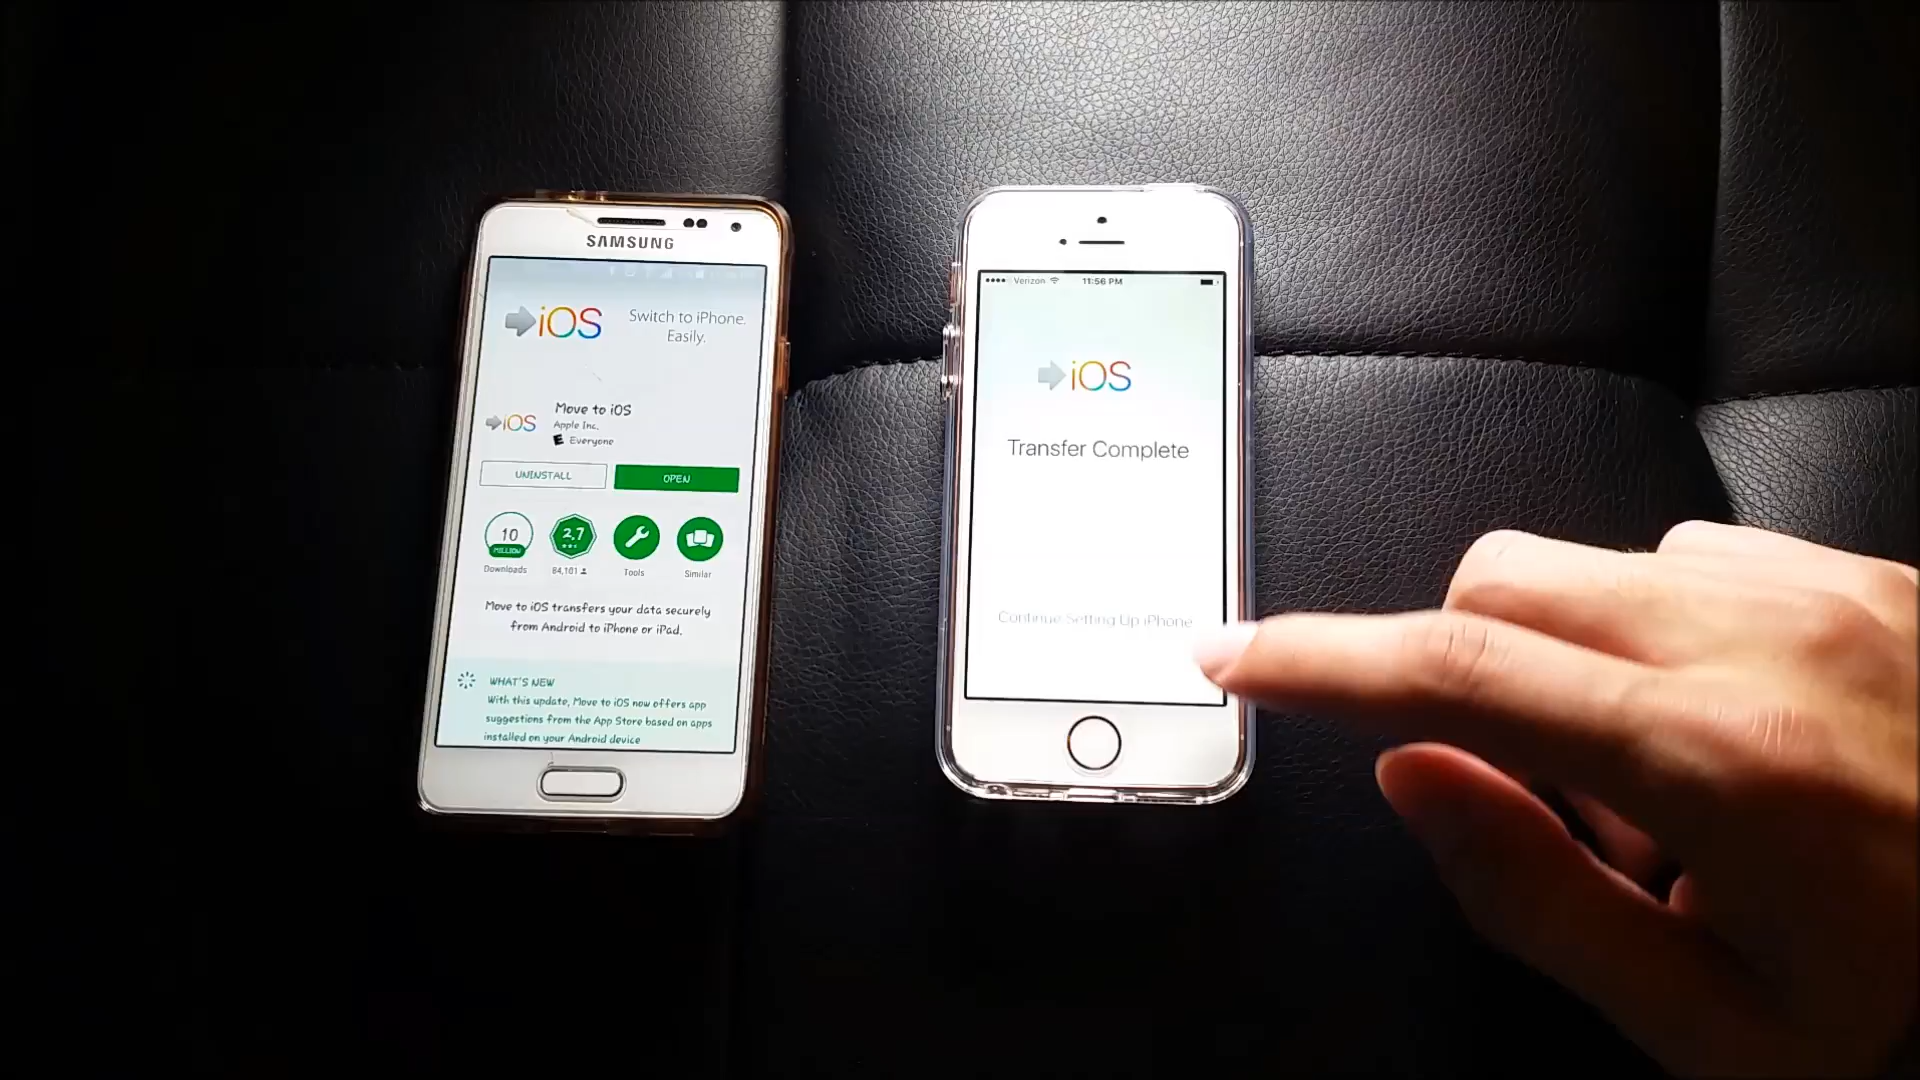 SAMSUNG
iOS
Switch to iPhone.
Easily.
iOS
Move to iOS
Apple Inc.
E Everyone
UNINSTALL
OPEN
10
MILLION
Downloads
2,7
84,101
Tools
Similar
Move to iOS transfers your data securely
from Android to iPhone or iPad.
WHAT'S NEW
With this update, Move to iOS now offers app
suggestions from the App Store based on apps
installed on your Android device
Verizon
11:56 PM
iOS
Transfer Complete
Continue Setting Up iPhone